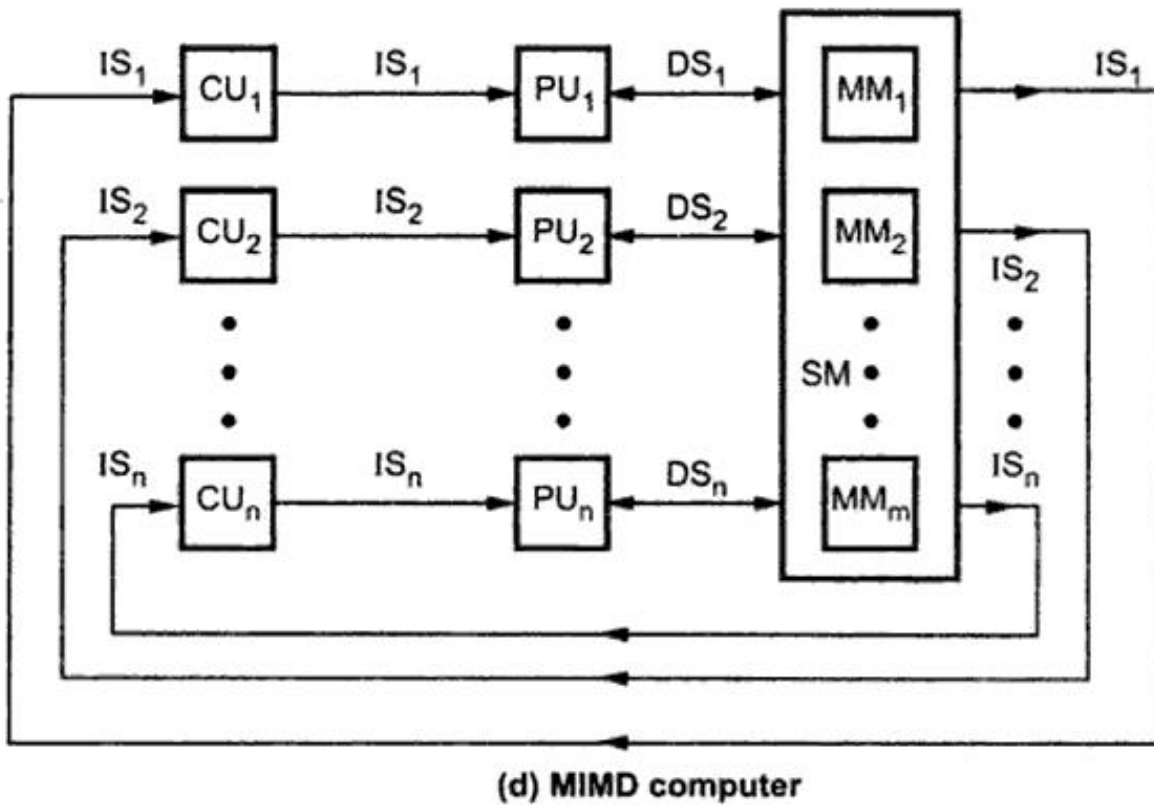 IS₁ CU₁ IS₁ PU₁ DS₁ MM₁ IS₁
IS₂ CU₂ IS₂ PU₂ DS₂ MM₂ IS₂
SM
ISₙ CUₙ ISₙ PUₙ DSₙ MMₘ ISₙ
(d) MIMD computer